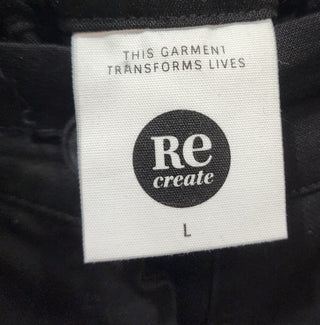 THIS GARMENT
TRANSFORMS LIVES
Re
create
L